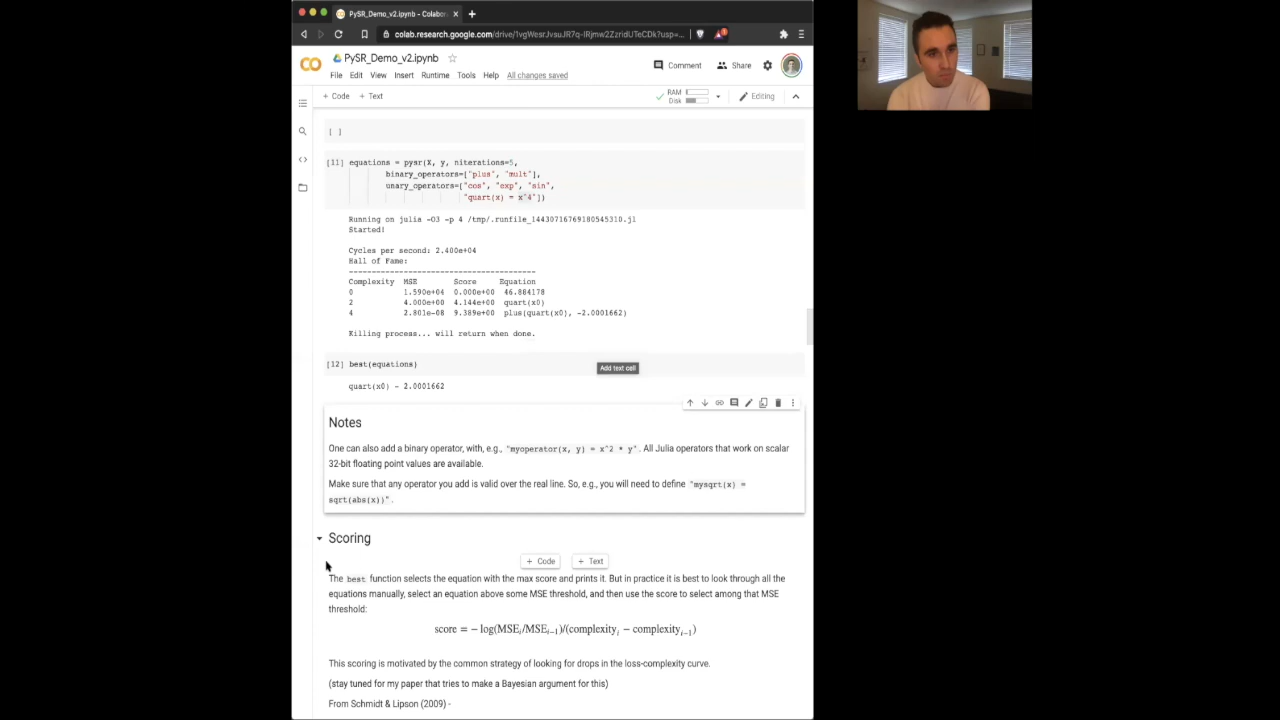 PySR_Demo_v2.ipynb - Colabor
colab.research.google.com/drive/1vgWesrJvsuJR7q-IRjmw2ZzridUTeCDk?usp=...
PySR_Demo_v2.ipynb
Comment
Share
File Edit View Insert Runtime Tools Help All changes saved
+ Code + Text
RAM
Disk
Editing
[ ]
[11] equations = pysr(X, y, niterations=5,
binary_operators=["plus", "mult"],
unary_operators=["cos", "exp", "sin",
"quart(x) = x^4"])
Running on julia -O3 -p 4 /tmp/.runfile_14430716769180545310.jl
Started!
Cycles per second: 2.400e+04
Hall of Fame:
-----------------------------------------
Complexity MSE Score Equation
0 1.590e+04 0.000e+00 46.884178
2 4.000e+00 4.144e+00 quart(x0)
4 2.801e-08 9.389e+00 plus(quart(x0), -2.0001662)
Killing process... will return when done.
[12] best(equations)
Add text cell
quart(x0) - 2.0001662
Notes
One can also add a binary operator, with, e.g., "myoperator(x, y) = x^2 * y". All Julia operators that work on scalar
32-bit floating point values are available.
Make sure that any operator you add is valid over the real line. So, e.g., you will need to define "mysqrt(x) =
sqrt(abs(x))".
Scoring
+ Code + Text
The best function selects the equation with the max score and prints it. But in practice it is best to look through all the
equations manually, select an equation above some MSE threshold, and then use the score to select among that MSE
threshold:
score = − log(MSEᵢ/MSEᵢ₋₁)/(complexityᵢ − complexityᵢ₋₁)
This scoring is motivated by the common strategy of looking for drops in the loss-complexity curve.
(stay tuned for my paper that tries to make a Bayesian argument for this)
From Schmidt & Lipson (2009) -